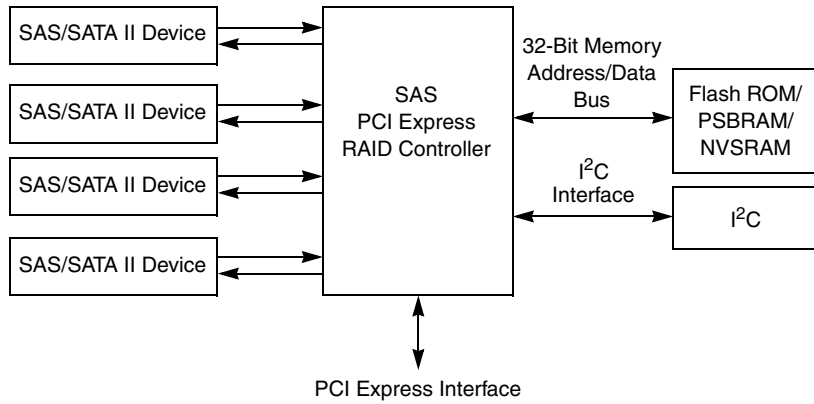 SAS/SATA II Device
SAS/SATA II Device
SAS/SATA II Device
SAS/SATA II Device
SAS
PCI Express
RAID Controller
32-Bit Memory
Address/Data
Bus
I²C
Interface
Flash ROM/
PSBRAM/
NVSRAM
I²C
PCI Express Interface